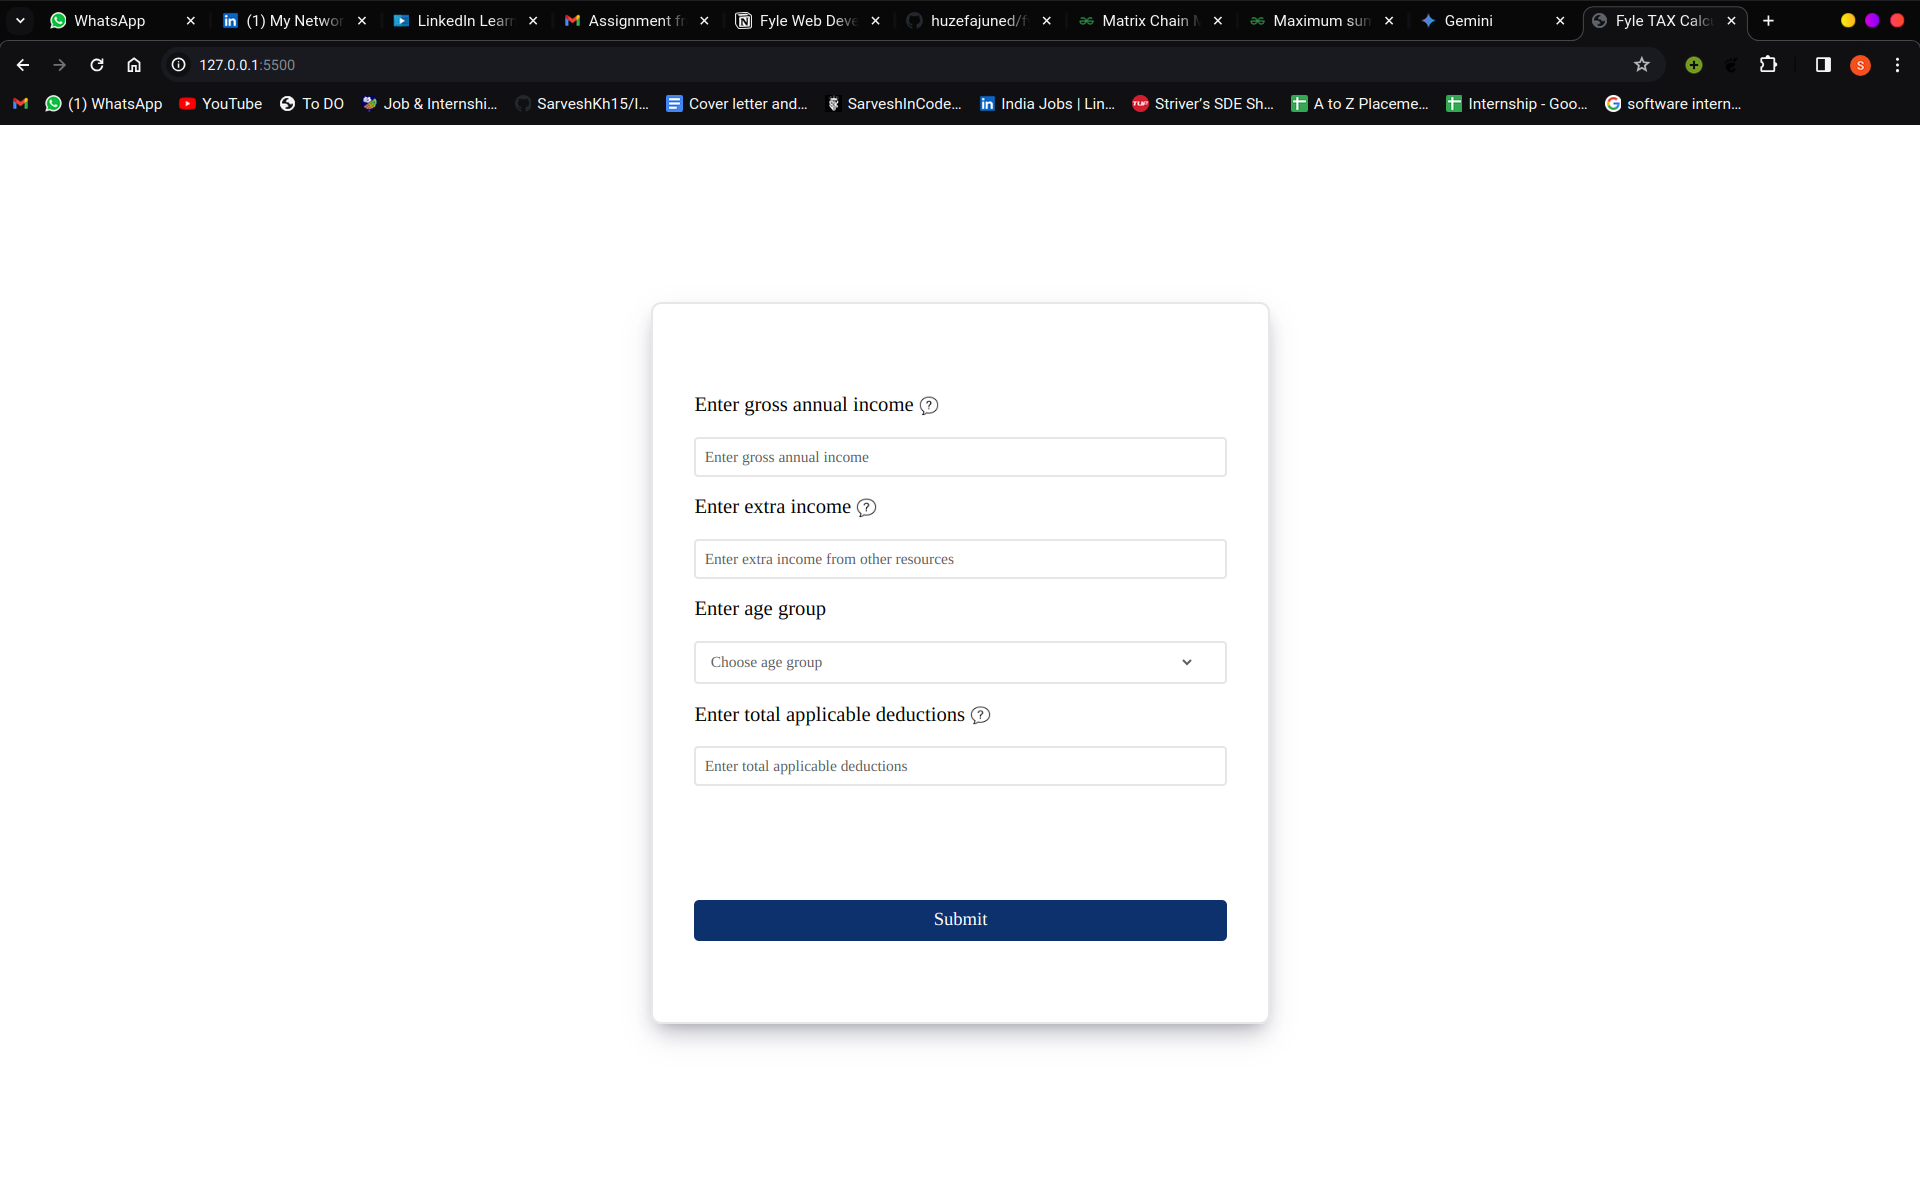 WhatsApp
(1) My Networ
LinkedIn Learn
Assignment fr
Fyle Web Deve
huzefajuned/f
Matrix Chain M
Maximum sum
Gemini
Fyle TAX Calcu
127.0.0.1:5500
S
(1) WhatsApp
YouTube
To DO
Job & Internshi...
SarveshKh15/I...
Cover letter and...
SarveshInCode...
India Jobs | Lin...
Striver's SDE Sh...
A to Z Placeme...
Internship - Goo...
software intern...
Enter gross annual income ?
Enter gross annual income
Enter extra income ?
Enter extra income from other resources
Enter age group
Choose age group
Enter total applicable deductions ?
Enter total applicable deductions
Submit